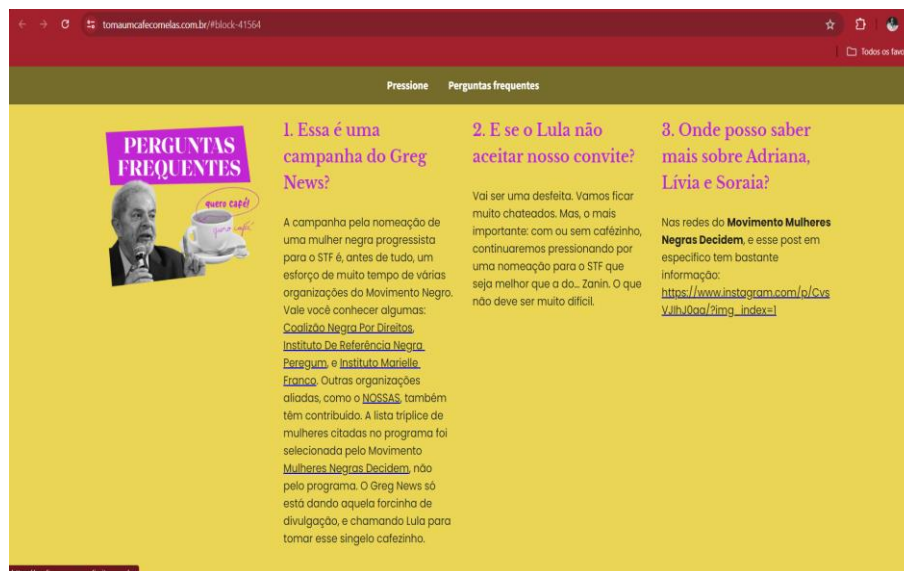 tomaumcafecomelas.com.br/#block-41564
Todos os favo
Pressione Perguntas frequentes
PERGUNTAS
FREQUENTES
quero café!
quero café!
1. Essa é uma
campanha do Greg
News?
A campanha pela nomeação de
uma mulher negra progressista
para o STF é, antes de tudo, um
esforço de muito tempo de várias
organizações do Movimento Negro.
Vale você conhecer algumas:
Coalizão Negra Por Direitos,
Instituto De Referência Negra
Peregum, e Instituto Marielle
Franco. Outras organizações
aliadas, como o NOSSAS, também
têm contribuído. A lista tríplice de
mulheres citadas no programa foi
selecionada pelo Movimento
Mulheres Negras Decidem, não
pelo programa. O Greg News só
está dando aquela forcinha de
divulgação, e chamando Lula para
tomar esse singelo cafezinho.
2. E se o Lula não
aceitar nosso convite?
Vai ser uma desfeita. Vamos ficar
muito chateados. Mas, o mais
importante: com ou sem cafézinho,
continuaremos pressionando por
uma nomeação para o STF que
seja melhor que a do... Zanin. O que
não deve ser muito difícil.
3. Onde posso saber
mais sobre Adriana,
Lívia e Soraia?
Nas redes do Movimento Mulheres
Negras Decidem, e esse post em
específico tem bastante
informação:
https://www.instagram.com/p/Cvs
VJlhJ0aa/?img_index=1